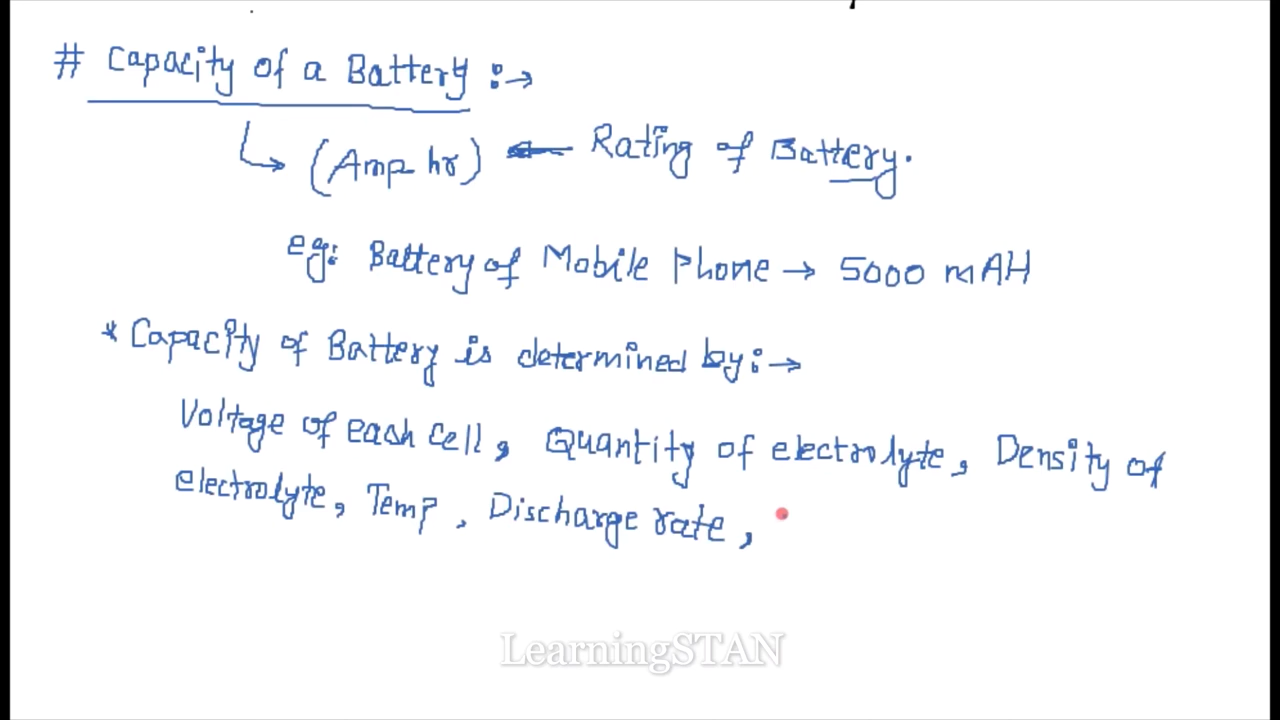 # Capacity of a Battery :→
(Amp hr) ← Rating of Battery.
eg: Battery of Mobile Phone → 5000 mAH
* Capacity of Battery is determined by:→
Voltage of each cell, Quantity of electrolyte, Density of
electrolyte, Temp, Discharge rate,
LearningSTAN